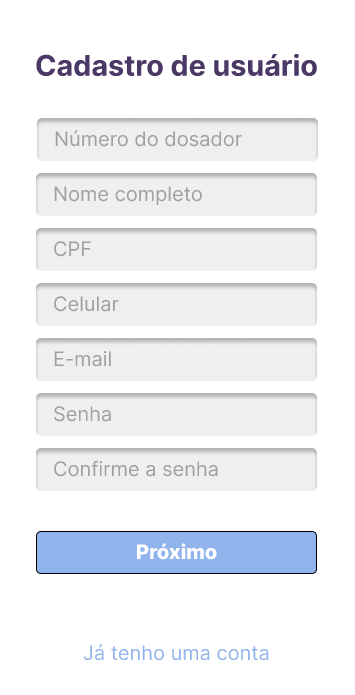 Cadastro de usuário
Número do dosador
Nome completo
CPF
Celular
E-mail
Senha
Confirme a senha
Próximo
Já tenho uma conta